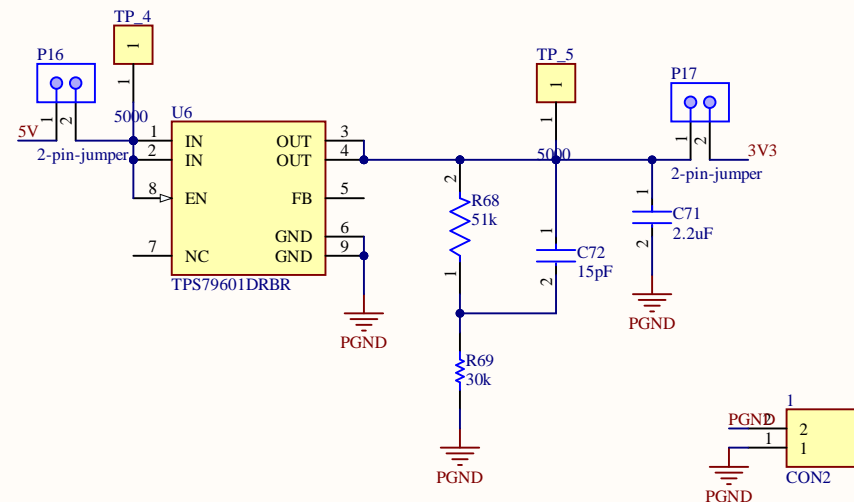 TP_4
1
1
P16
1
2
5V
2-pin-jumper
5000
U6
1 IN OUT 3
2 IN OUT 4
8 EN FB 5
GND 6
7 NC GND 9
TPS79601DRBR
PGND
TP_5
1
1
5000
P17
1
2
3V3
2-pin-jumper
2
R68
51k
1
1
C72
15pF
2
1
C71
2.2uF
2
PGND
R69
30k
PGND
1
PGND 2 2
1 1
CON2
PGND